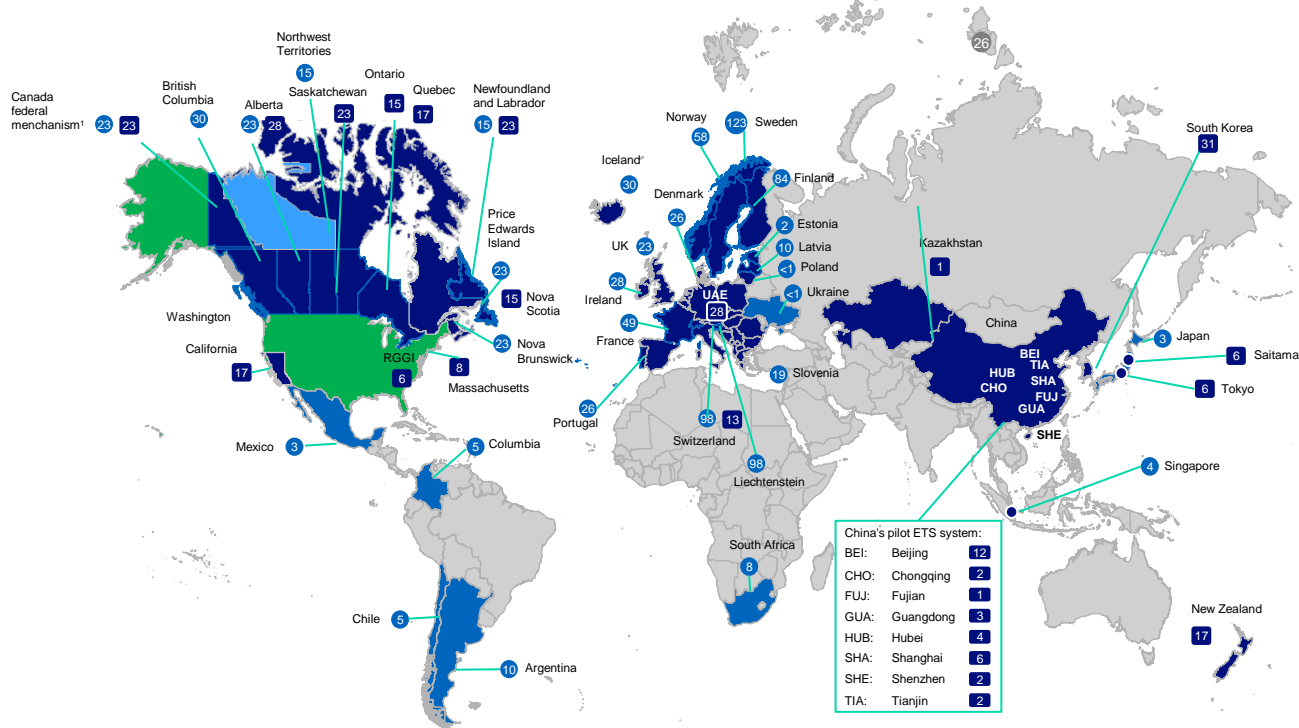 26
Northwest
Territories
15
Canada
federal
menchanism¹
23
23
British
Columbia
30
Alberta
23
28
Saskatchewan
23
Ontario
15
Quebec
17
Newfoundland
and Labrador
15
23
Price
Edwards
Island
23
15
Nova
Scotia
23
Nova
Brunswick
Washington
California
17
RGGI
6
8
Massachusetts
Mexico
3
5
Columbia
Chile
5
10
Argentina
Norway
58
123
Sweden
Iceland
30
84
Finland
Denmark
26
2
Estonia
UK
23
10
Latvia
<1
Poland
28
Ireland
UAE
28
<1
Ukraine
49
France
19
Slovenia
26
Portugal
98
13
Switzerland
98
Liechtenstein
South Africa
8
Kazakhstan
1
South Korea
31
China
BEI
TIA
HUB
SHA
CHO
FUJ
GUA
SHE
3
Japan
6
Saitama
6
Tokyo
4
Singapore
China's pilot ETS system:
BEI: Beijing 12
CHO: Chongqing 2
FUJ: Fujian 1
GUA: Guangdong 3
HUB: Hubei 4
SHA: Shanghai 6
SHE: Shenzhen 2
TIA: Tianjin 2
New Zealand
17